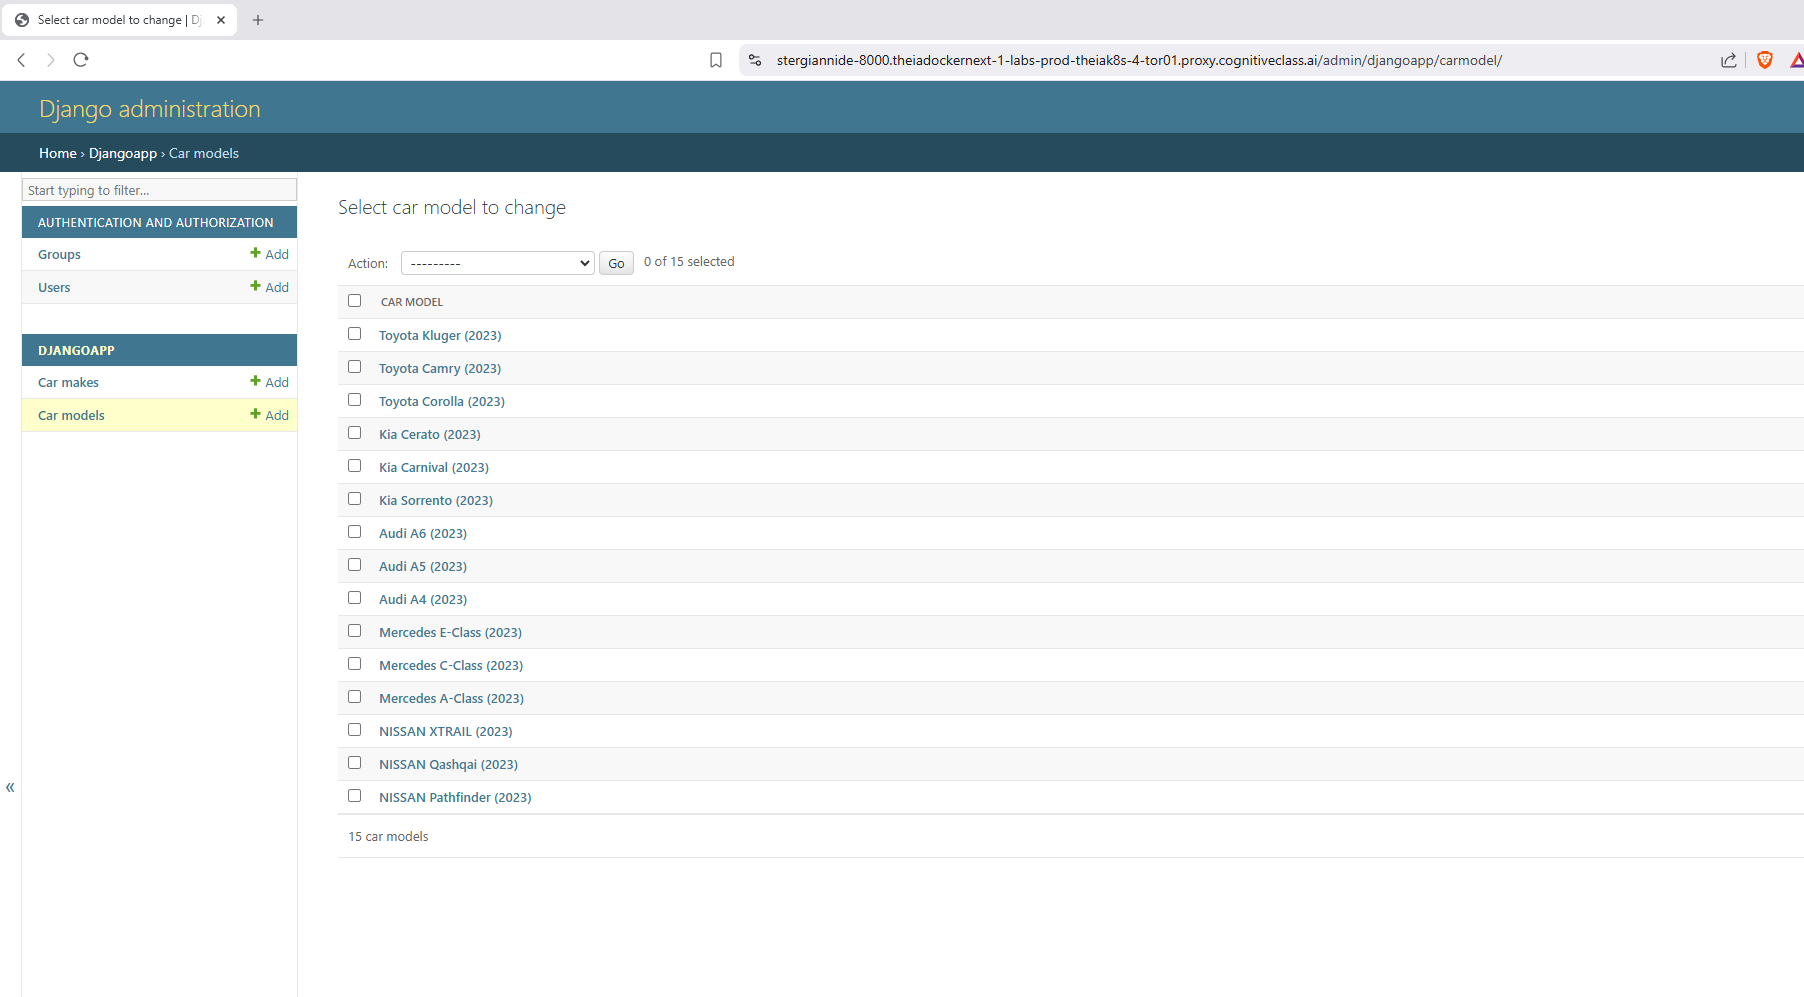 Select car model to change | Dj
stergiannide-8000.theiadockernext-1-labs-prod-theiak8s-4-tor01.proxy.cognitiveclass.ai/admin/djangoapp/carmodel/
Django administration
Home › Djangoapp › Car models
Start typing to filter...
AUTHENTICATION AND AUTHORIZATION
Groups + Add
Users + Add
DJANGOAPP
Car makes + Add
Car models + Add
«
Select car model to change
Action: --------- Go 0 of 15 selected
CAR MODEL
Toyota Kluger (2023)
Toyota Camry (2023)
Toyota Corolla (2023)
Kia Cerato (2023)
Kia Carnival (2023)
Kia Sorrento (2023)
Audi A6 (2023)
Audi A5 (2023)
Audi A4 (2023)
Mercedes E-Class (2023)
Mercedes C-Class (2023)
Mercedes A-Class (2023)
NISSAN XTRAIL (2023)
NISSAN Qashqai (2023)
NISSAN Pathfinder (2023)
15 car models